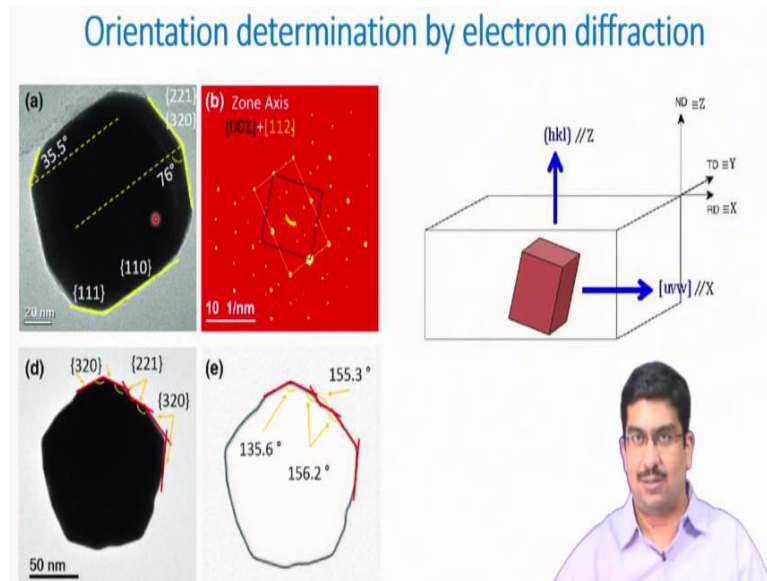 Orientation determination by electron diffraction
(a)
{221}
{320}
35.5°
76°
{110}
{111}
20 nm
(b) Zone Axis
[001]+[112]
10 1/nm
ND ≡Z
(hkl) //Z
TD ≡Y
RD ≡X
[uvw] //X
(d)
{320}
{221}
{320}
50 nm
(e)
155.3 °
135.6 °
156.2 °